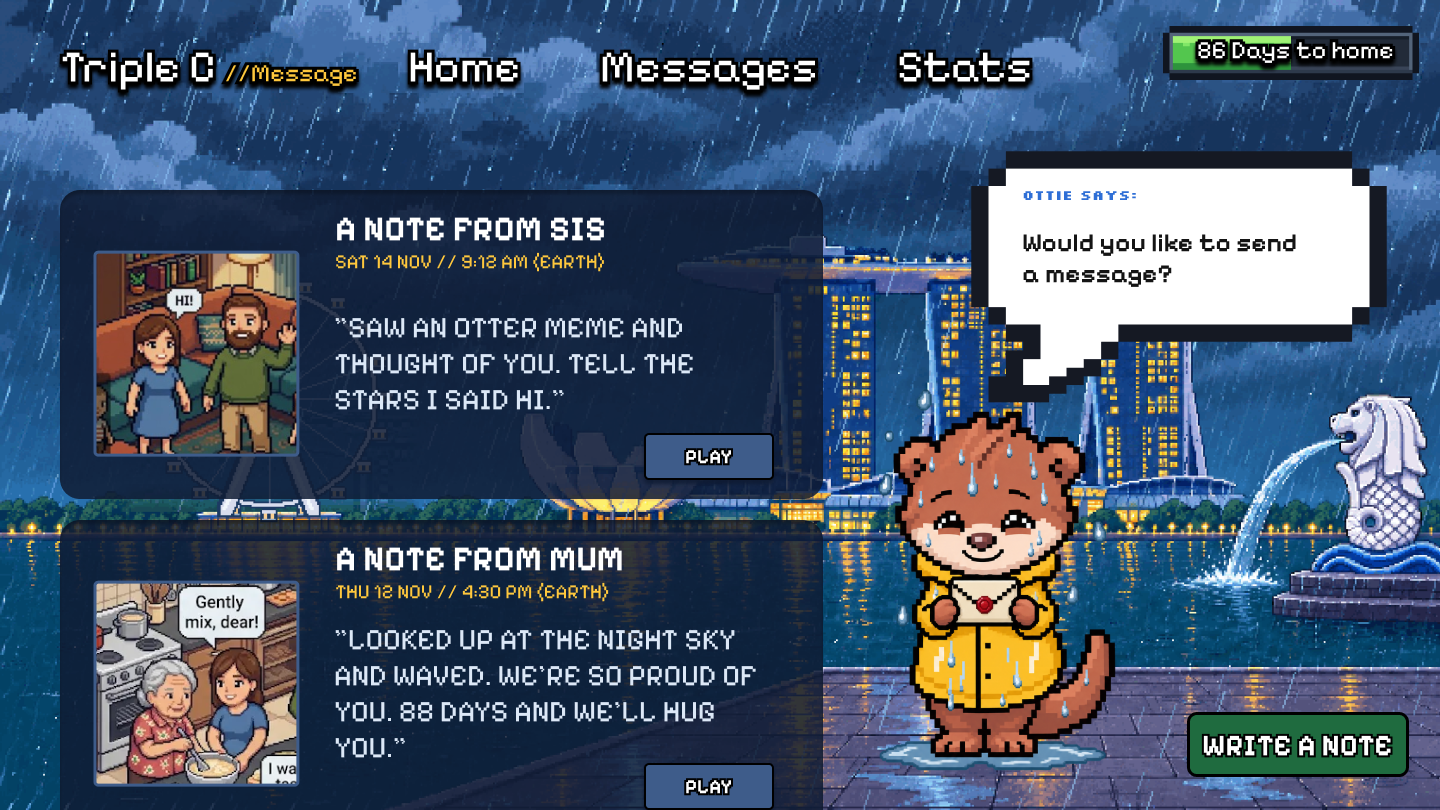 Triple C //Message Home Messages Stats 86 Days to home
A NOTE FROM SIS
SAT 14 NOV // 9:12 AM (EARTH)
HI!
"SAW AN OTTER MEME AND
THOUGHT OF YOU. TELL THE
STARS I SAID HI."
PLAY
A NOTE FROM MUM
THU 12 NOV // 4:30 PM (EARTH)
Gently
mix, dear!
I wa
"LOOKED UP AT THE NIGHT SKY
AND WAVED. WE'RE SO PROUD OF
YOU. 88 DAYS AND WE'LL HUG
YOU."
PLAY
OTTIE SAYS:
Would you like to send
a message?
WRITE A NOTE